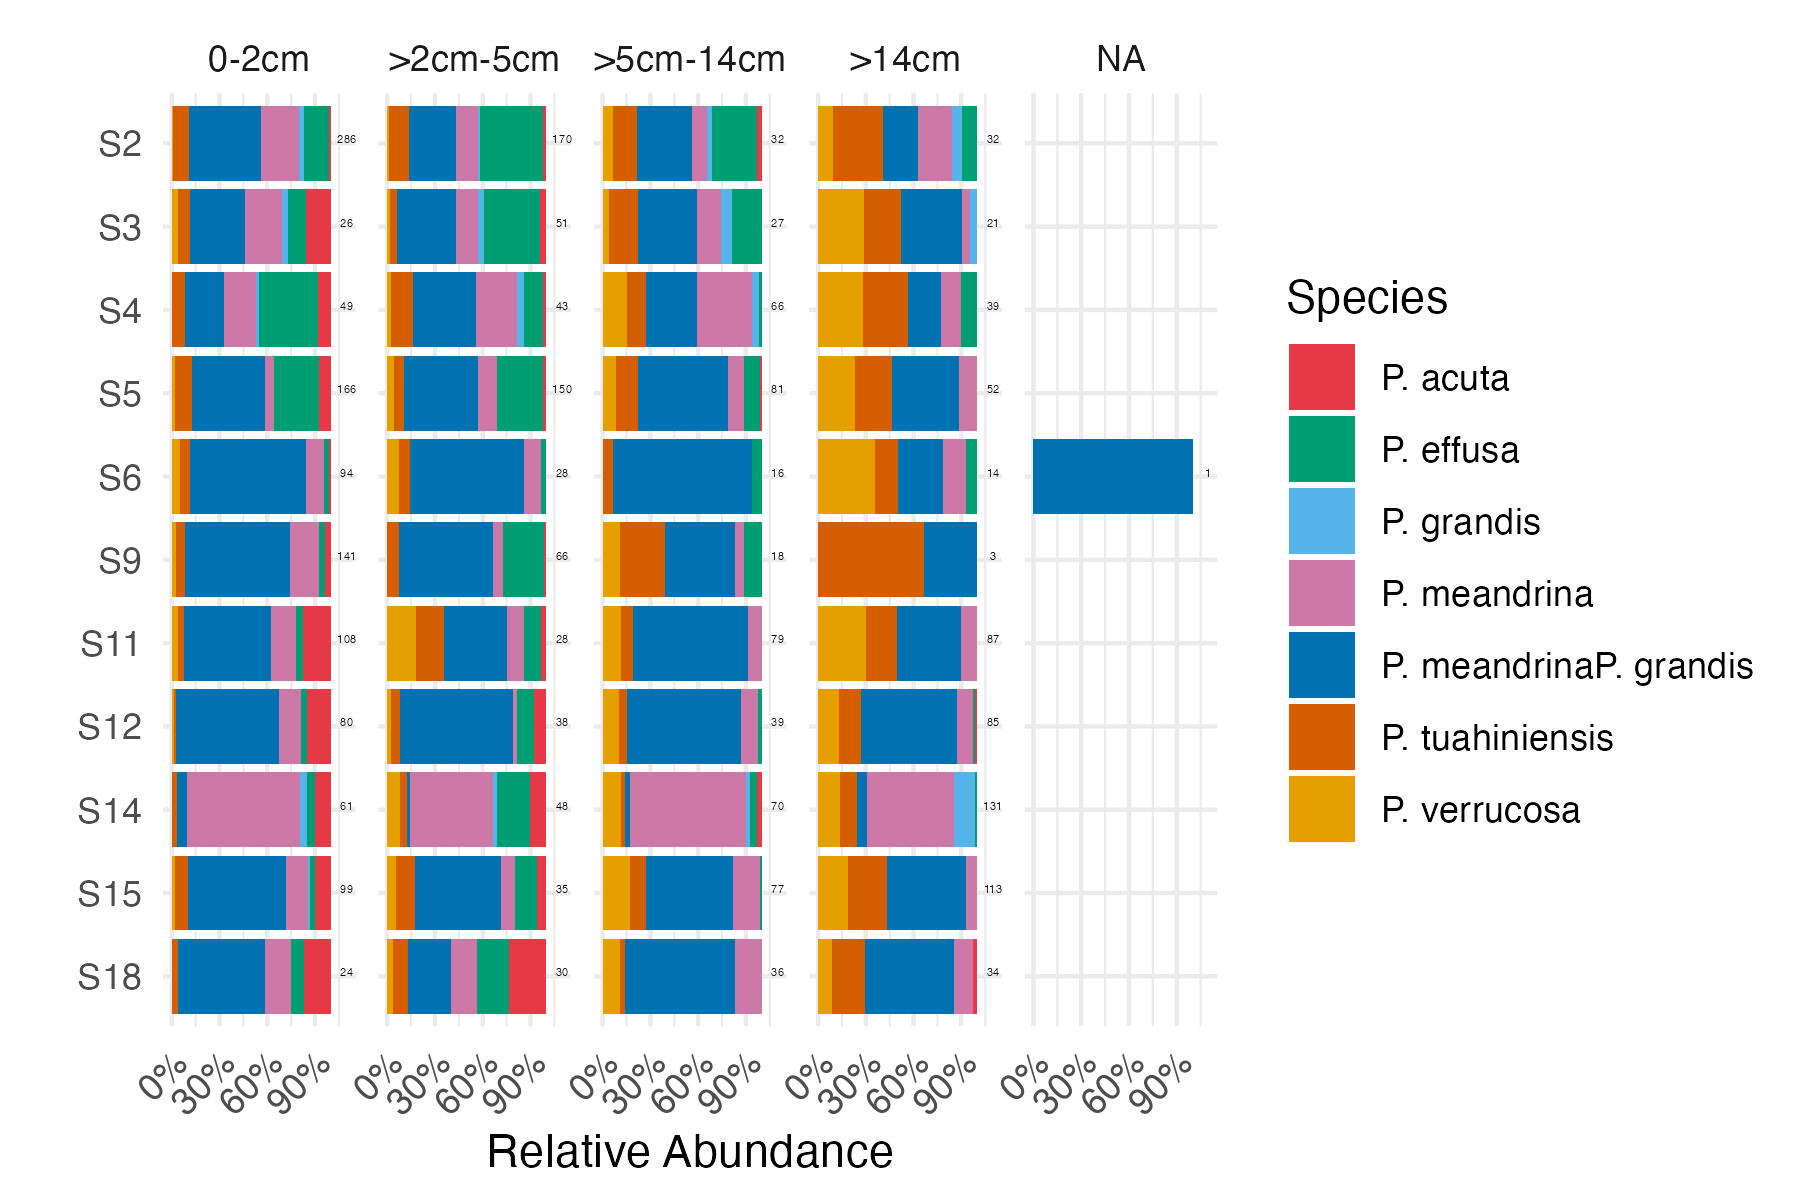 0-2cm >2cm-5cm >5cm-14cm >14cm NA
S2 286 170 32 32
S3 26 51 27 21
S4 49 43 66 39
S5 166 150 81 52
S6 94 28 16 14 1
S9 141 66 18 3
S11 108 28 79 87
S12 80 38 39 85
S14 61 48 70 131
S15 99 35 77 113
S18 24 30 36 34
0% 30% 60% 90% 0% 30% 60% 90% 0% 30% 60% 90% 0% 30% 60% 90% 0% 30% 60% 90%
Relative Abundance
Species
P. acuta
P. effusa
P. grandis
P. meandrina
P. meandrinaP. grandis
P. tuahiniensis
P. verrucosa